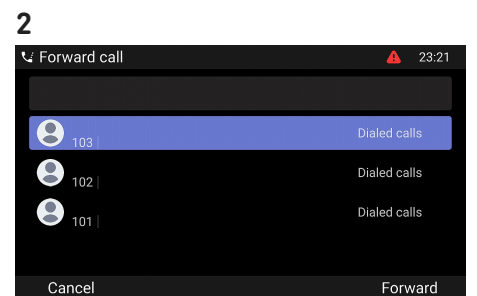 2
Forward call 23:21
103 | Dialed calls
102 | Dialed calls
101 | Dialed calls
Cancel Forward